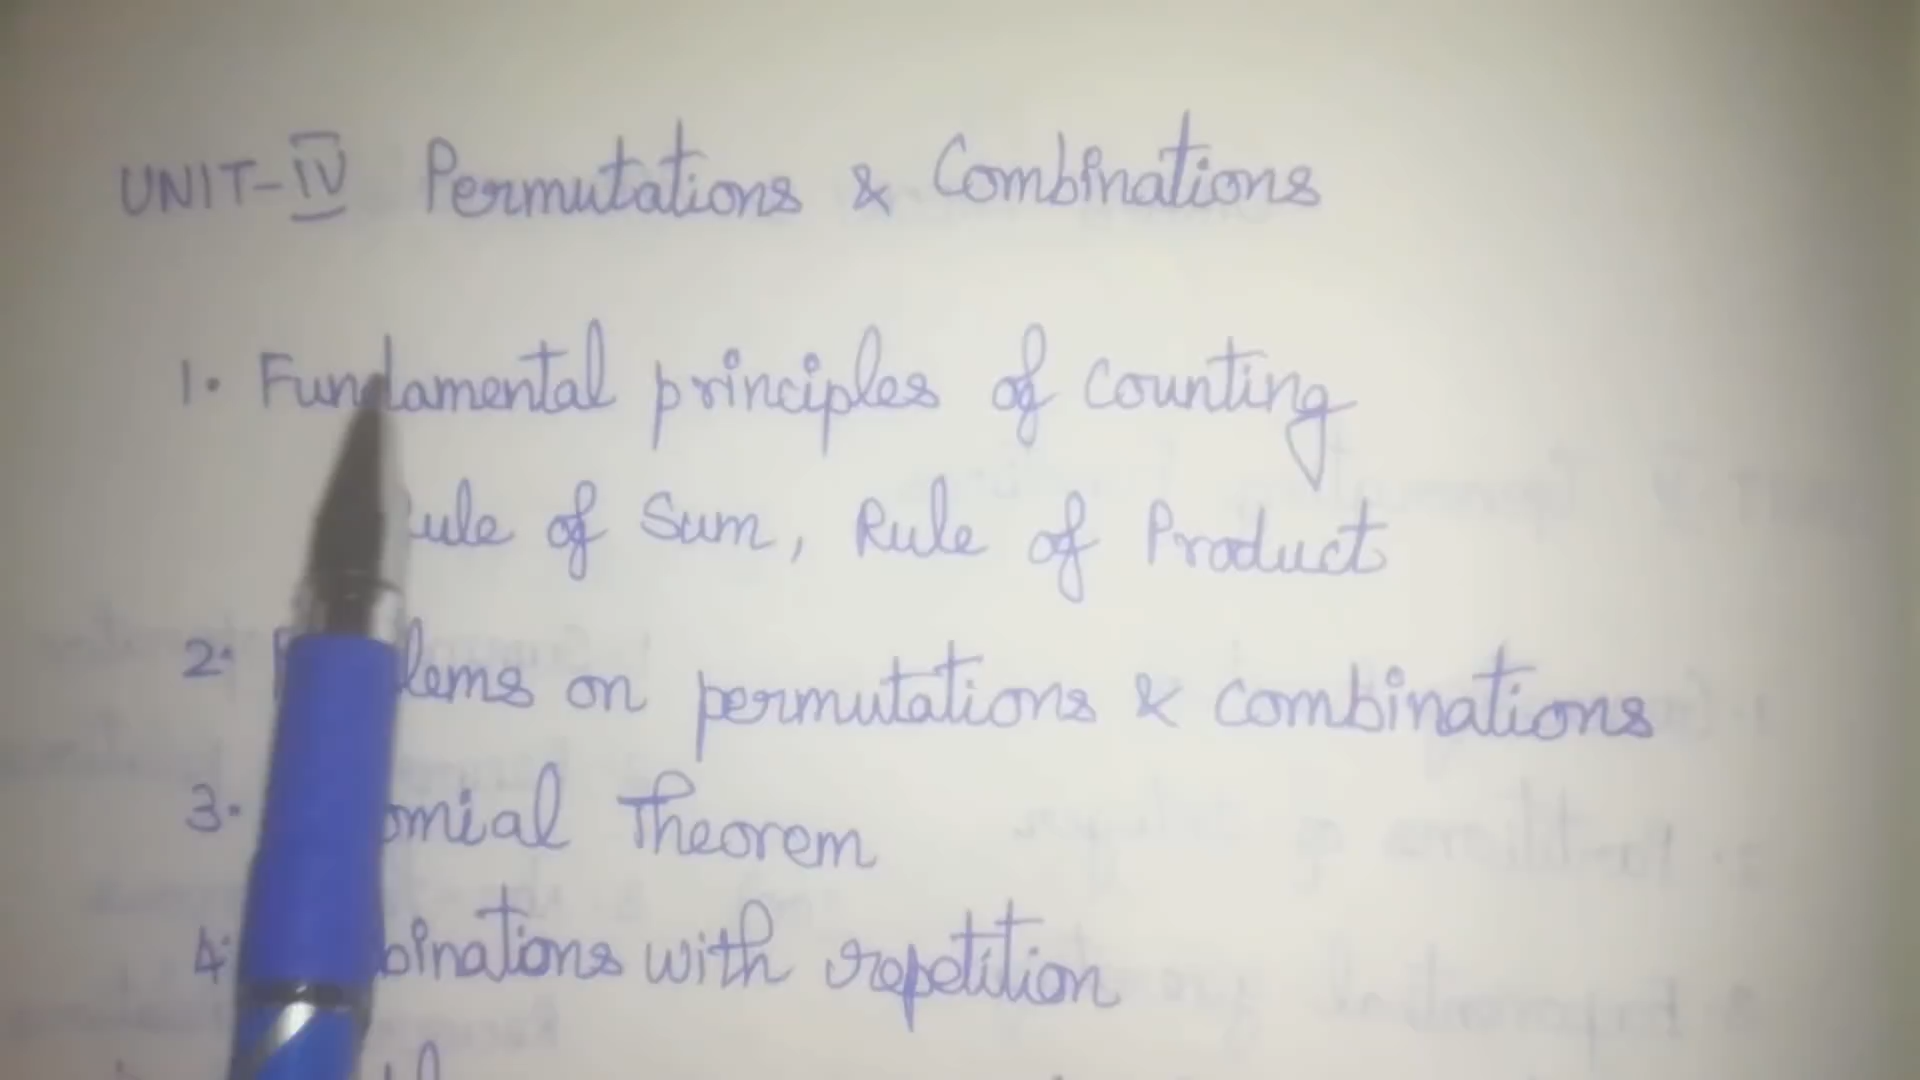 UNIT-IV Permutations & Combinations
1. Fundamental principles of counting
ule of Sum, Rule of Product
2. lems on permutations & combinations
3. omial Theorem
4. binations with repetition